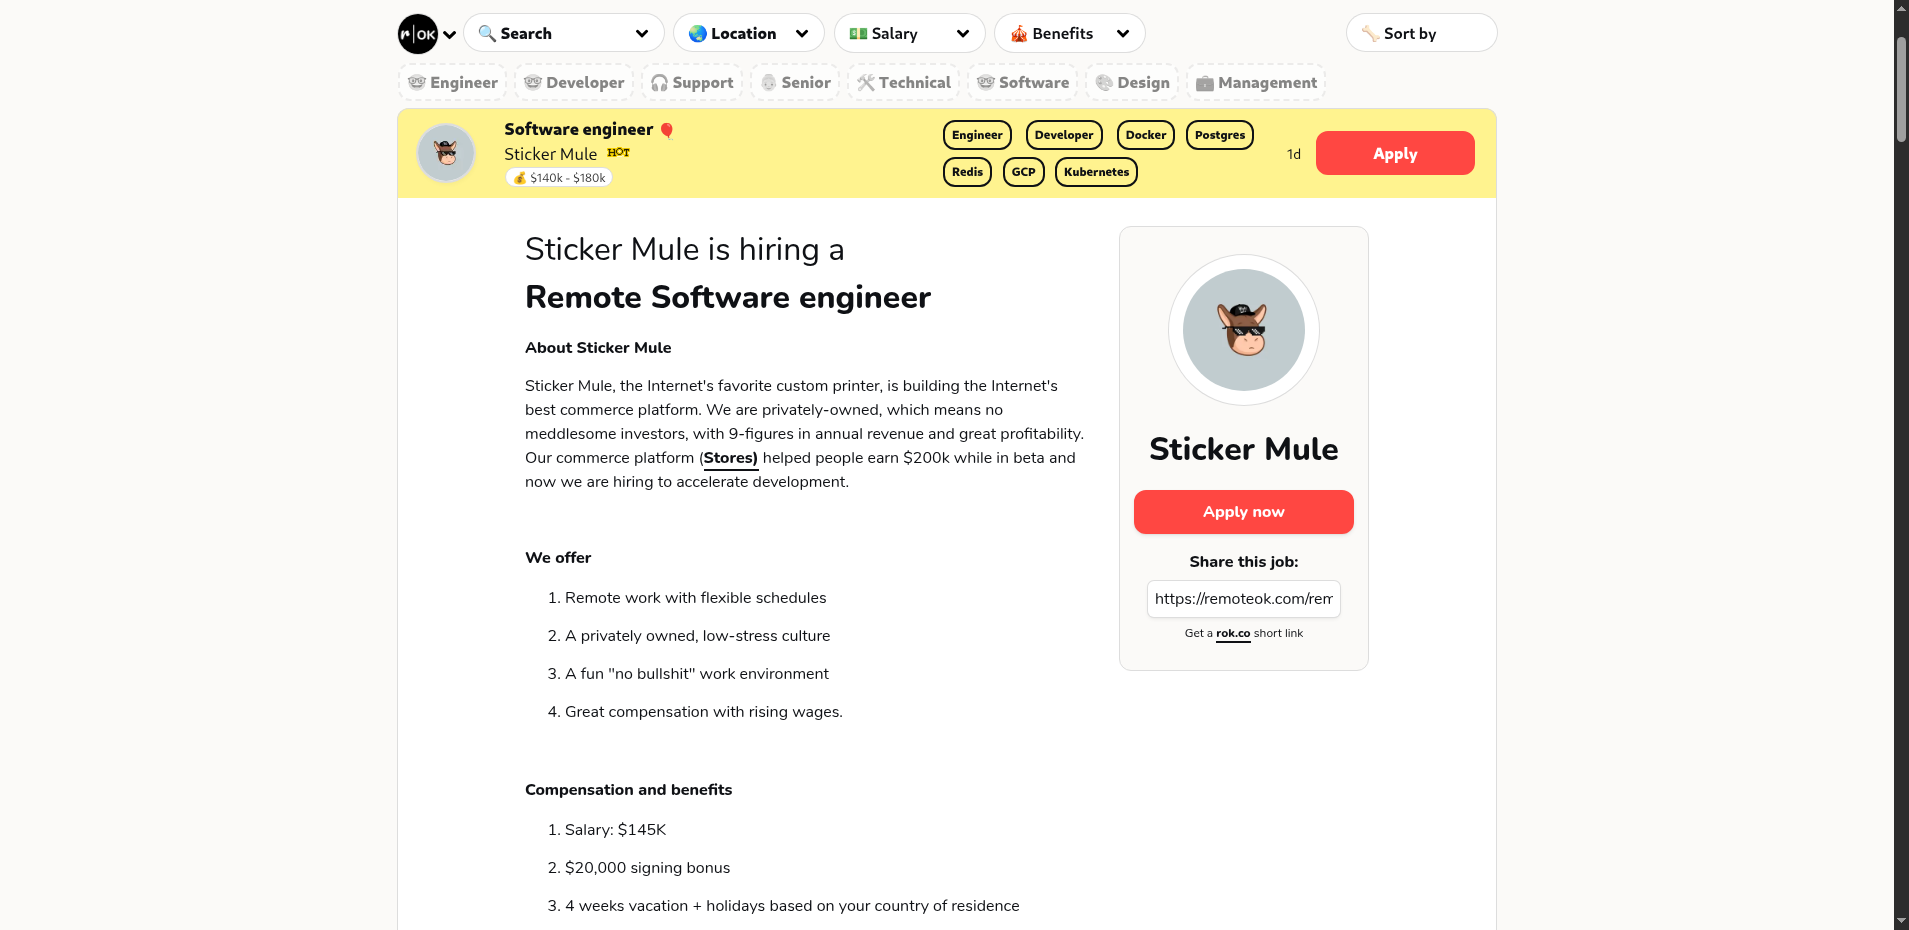 r|OK
Search
Location
Salary
Benefits
Sort by
Engineer
Developer
Support
Senior
Technical
Software
Design
Management
Software engineer
Sticker Mule HOT
$140k - $180k
Engineer Developer Docker Postgres
Redis GCP Kubernetes
1d
Apply
Sticker Mule is hiring a
Remote Software engineer
About Sticker Mule
Sticker Mule, the Internet's favorite custom printer, is building the Internet's
best commerce platform. We are privately-owned, which means no
meddlesome investors, with 9-figures in annual revenue and great profitability.
Our commerce platform (Stores) helped people earn $200k while in beta and
now we are hiring to accelerate development.
We offer
1. Remote work with flexible schedules
2. A privately owned, low-stress culture
3. A fun "no bullshit" work environment
4. Great compensation with rising wages.
Compensation and benefits
1. Salary: $145K
2. $20,000 signing bonus
3. 4 weeks vacation + holidays based on your country of residence
Sticker Mule
Apply now
Share this job:
https://remoteok.com/rem
Get a rok.co short link